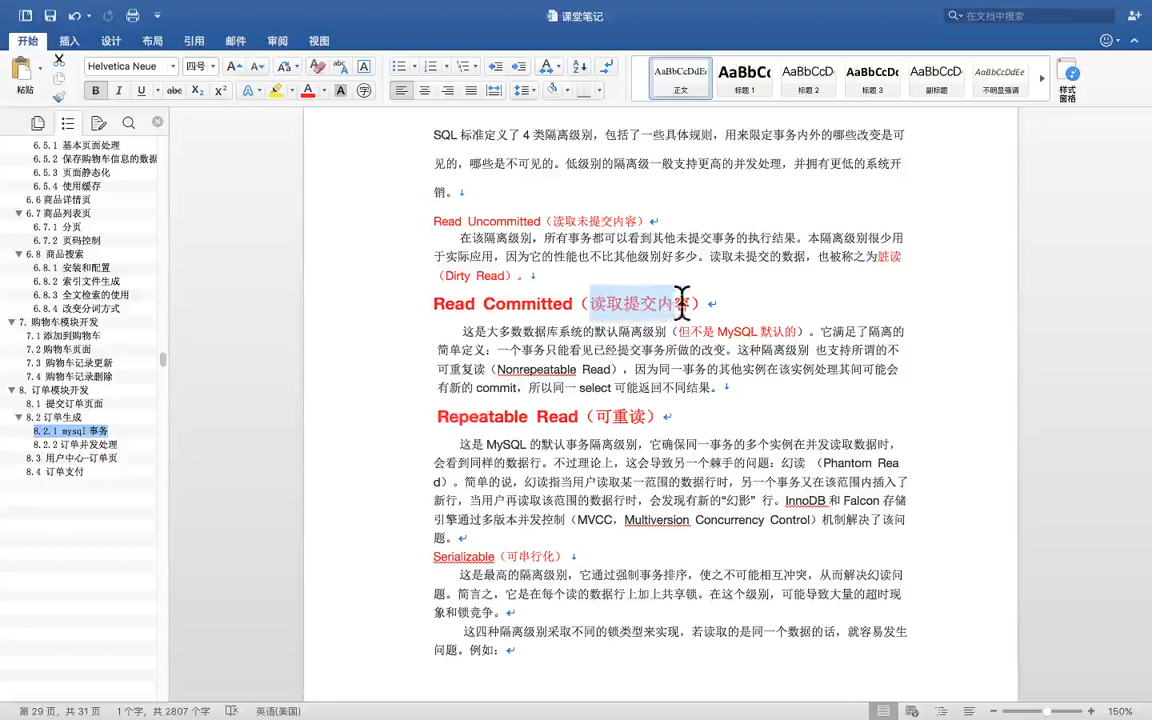 课堂笔记
在文档中搜索
开始 插入 设计 布局 引用 邮件 审阅 视图
粘贴
Helvetica Neue 四号
AaBbCcDdEe AaBbCc AaBbCcD AaBbCcDc AaBbCcD AaBbCcDdEe
正文 标题 1 标题 2 标题 3 副标题 不明显强调
样式
窗格
6.5.1 基本页面处理
6.5.2 保存购物车信息的数据
6.5.3 页面静态化
6.5.4 使用缓存
6.6 商品详情页
6.7 商品列表页
6.7.1 分页
6.7.2 页码控制
6.8 商品搜索
6.8.1 安装和配置
6.8.2 索引文件生成
6.8.3 全文检索的使用
6.8.4 改变分词方式
7. 购物车模块开发
7.1 添加到购物车
7.2 购物车页面
7.3 购物车记录更新
7.4 购物车记录删除
8. 订单模块开发
8.1 提交订单页面
8.2 订单生成
8.2.1 mysql 事务
8.2.2 订单并发处理
8.3 用户中心-订单页
8.4 订单支付
SQL 标准定义了 4 类隔离级别，包括了一些具体规则，用来限定事务内外的哪些改变是可
见的，哪些是不可见的。低级别的隔离级一般支持更高的并发处理，并拥有更低的系统开
销。
Read Uncommitted（读取未提交内容）
在该隔离级别，所有事务都可以看到其他未提交事务的执行结果。本隔离级别很少用
于实际应用，因为它的性能也不比其他级别好多少。读取未提交的数据，也被称之为脏读
（Dirty Read）。
Read Committed（读取提交内容）
这是大多数数据库系统的默认隔离级别（但不是 MySQL 默认的）。它满足了隔离的
简单定义：一个事务只能看见已经提交事务所做的改变。这种隔离级别 也支持所谓的不
可重复读（Nonrepeatable Read），因为同一事务的其他实例在该实例处理其间可能会
有新的 commit，所以同一 select 可能返回不同结果。
Repeatable Read（可重读）
这是 MySQL 的默认事务隔离级别，它确保同一事务的多个实例在并发读取数据时，
会看到同样的数据行。不过理论上，这会导致另一个棘手的问题：幻读 （Phantom Rea
d）。简单的说，幻读指当用户读取某一范围的数据行时，另一个事务又在该范围内插入了
新行，当用户再读取该范围的数据行时，会发现有新的“幻影” 行。InnoDB 和 Falcon 存储
引擎通过多版本并发控制（MVCC，Multiversion Concurrency Control）机制解决了该问
题。
Serializable（可串行化）
这是最高的隔离级别，它通过强制事务排序，使之不可能相互冲突，从而解决幻读问
题。简言之，它是在每个读的数据行上加上共享锁。在这个级别，可能导致大量的超时现
象和锁竞争。
这四种隔离级别采取不同的锁类型来实现，若读取的是同一个数据的话，就容易发生
问题。例如：
第 29 页，共 31 页 1 个字，共 2807 个字 英语(美国) 150%